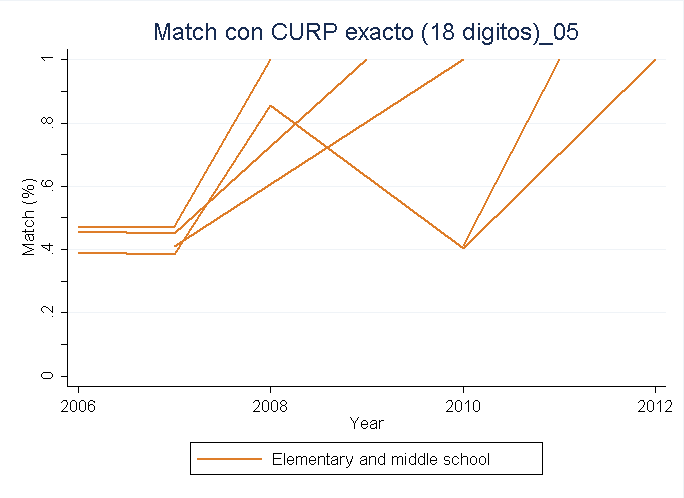 Match con CURP exacto (18 digitos)_05
Match (%)
1
.8
.6
.4
.2
0
2006 2008 2010 2012
Year
Elementary and middle school